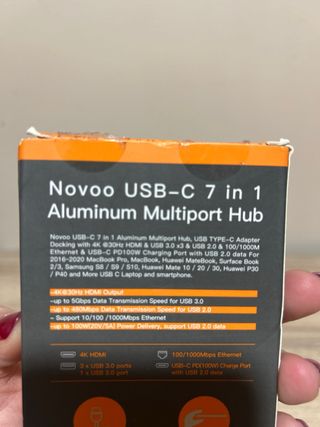 Novoo USB-C 7 in 1
Aluminum Multiport Hub
Novoo USB-C 7 in 1 Aluminum Multiport Hub, USB TYPE-C Adapter
Docking with 4K @30Hz HDMI & USB 3.0 x3 & USB 2.0 & 100/1000M
Ethernet & USB-C PD100W Charging Port with USB 2.0 data For
2016-2020 MacBook Pro, MacBook, Huawei MateBook, Surface Book
2/3, Samsung S8 / S9 / S10, Huawei Mate 10 / 20 / 30, Huawei P30
/ P40 and More USB C Laptop and smartphone.
-4K@30Hz HDMI Output
-up to 5Gbps Data Transmission Speed for USB 3.0
-up to 480Mbps Data Transmission Speed for USB 2.0
- Support 10/100 /1000Mbps Ethernet
-up to 100W(20V/5A) Power Delivery, support USB 2.0 data
4K HDMI
100/1000Mbps Ethernet
3 x USB 3.0 ports
1 x USB 2.0 port
USB-C PD(100W) Charge Port
with USB 2.0 data